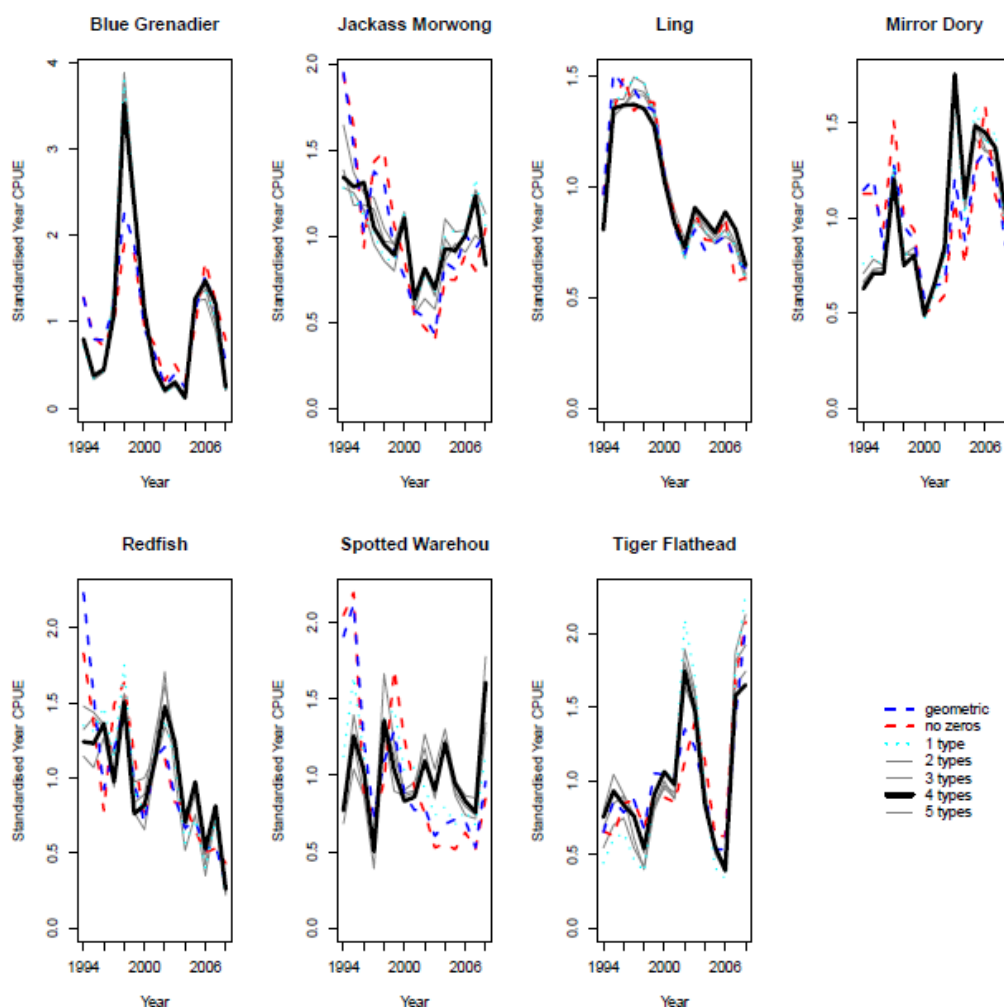 Blue Grenadier
Jackass Morwong
Ling
Mirror Dory
Standardised Year CPUE
0
1
2
3
4
1994
2000
2006
Year
Standardised Year CPUE
0.0
0.5
1.0
1.5
2.0
1994
2000
2006
Year
Standardised Year CPUE
0.0
0.5
1.0
1.5
1994
2000
2006
Year
Standardised Year CPUE
0.0
0.5
1.0
1.5
1994
2000
2006
Year
Redfish
Spotted Warehou
Tiger Flathead
Standardised Year CPUE
0.0
0.5
1.0
1.5
2.0
1994
2000
2006
Year
Standardised Year CPUE
0.0
0.5
1.0
1.5
2.0
1994
2000
2006
Year
Standardised Year CPUE
0.0
0.5
1.0
1.5
2.0
1994
2000
2006
Year
geometric
no zeros
1 type
2 types
3 types
4 types
5 types